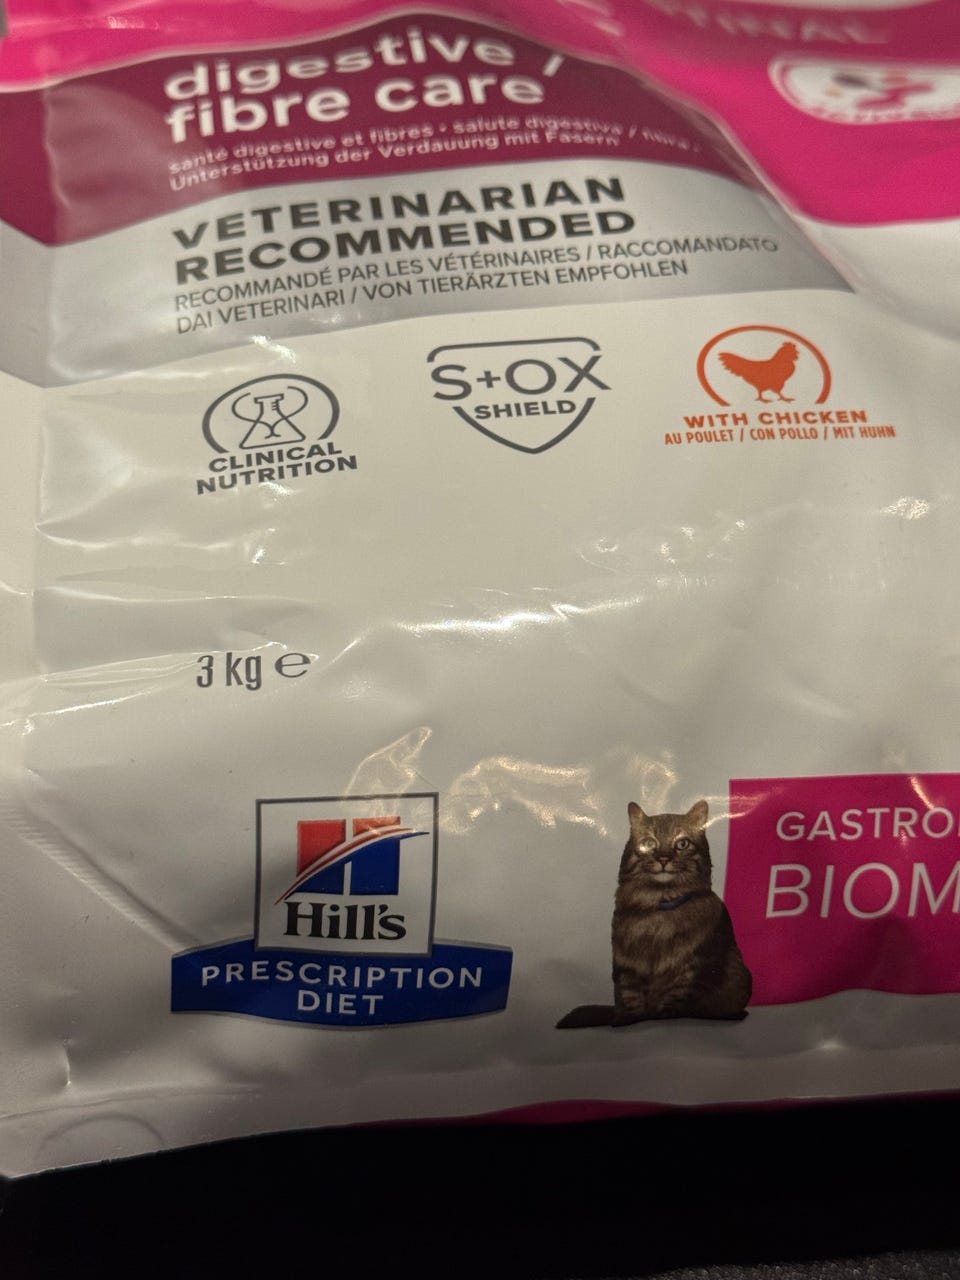 digestive /
fibre care
santé digestive et fibres • salute digestiva / fibra
Unterstützung der Verdauung mit Fasern
VETERINARIAN
RECOMMENDED
RECOMMANDÉ PAR LES VÉTÉRINAIRES / RACCOMANDATO
DAI VETERINARI / VON TIERÄRZTEN EMPFOHLEN
CLINICAL
NUTRITION
S+OX
SHIELD
WITH CHICKEN
AU POULET / CON POLLO / MIT HUHN
3 kg ℮
Hill's
PRESCRIPTION
DIET
GASTRO
BIOM